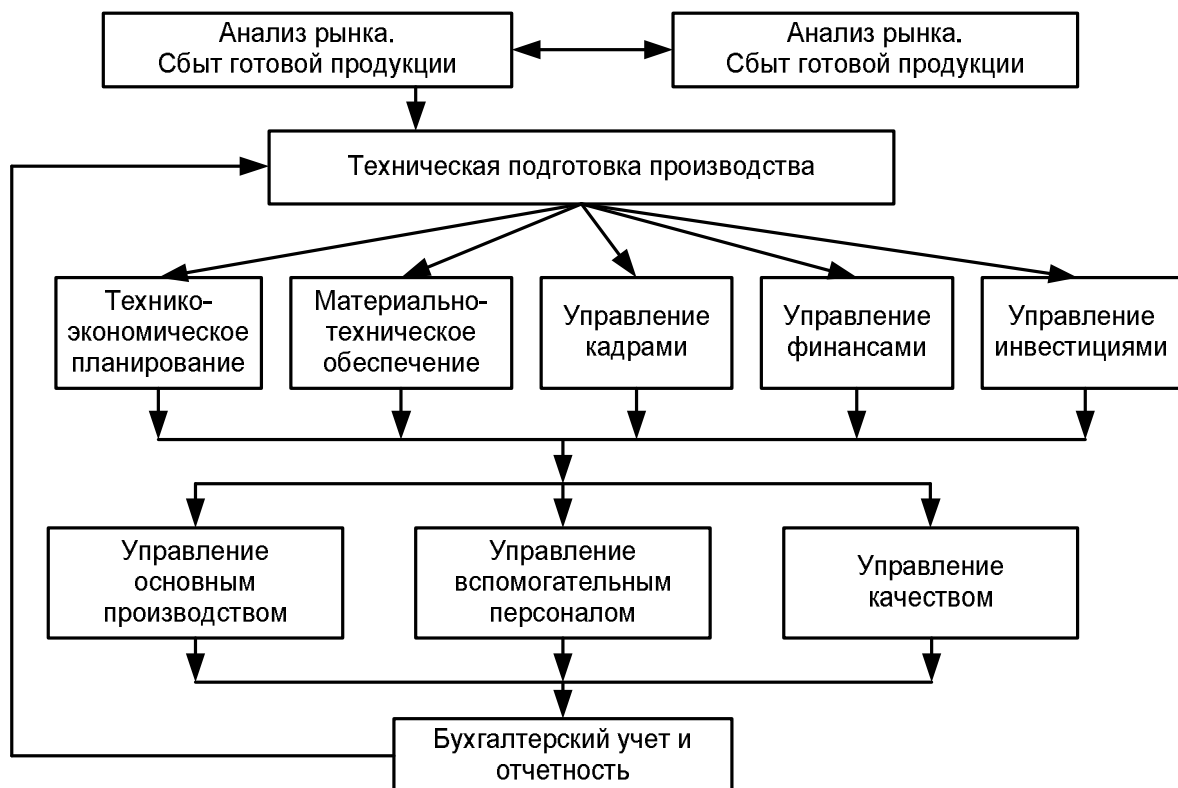 Анализ рынка.
Сбыт готовой продукции
Анализ рынка.
Сбыт готовой продукции
Техническая подготовка производства
Технико-
экономическое
планирование
Материально-
техническое
обеспечение
Управление
кадрами
Управление
финансами
Управление
инвестициями
Управление
основным
производством
Управление
вспомогательным
персоналом
Управление
качеством
Бухгалтерский учет и
отчетность